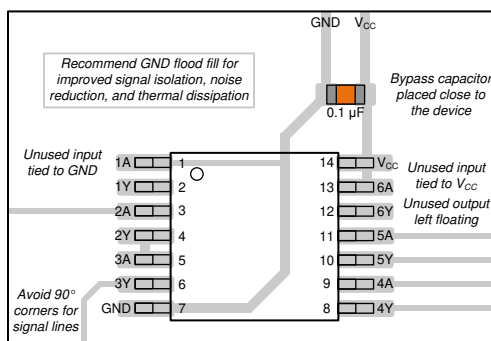 GND VCC
Recommend GND flood fill for
improved signal isolation, noise
reduction, and thermal dissipation
Bypass capacitor
placed close to
the device
0.1 µF
Unused input
tied to GND
1A 1 14 VCC
1Y 2 13 6A
2A 3 12 6Y
2Y 4 11 5A
3A 5 10 5Y
3Y 6 9 4A
GND 7 8 4Y
Unused input
tied to VCC
Unused output
left floating
Avoid 90°
corners for
signal lines